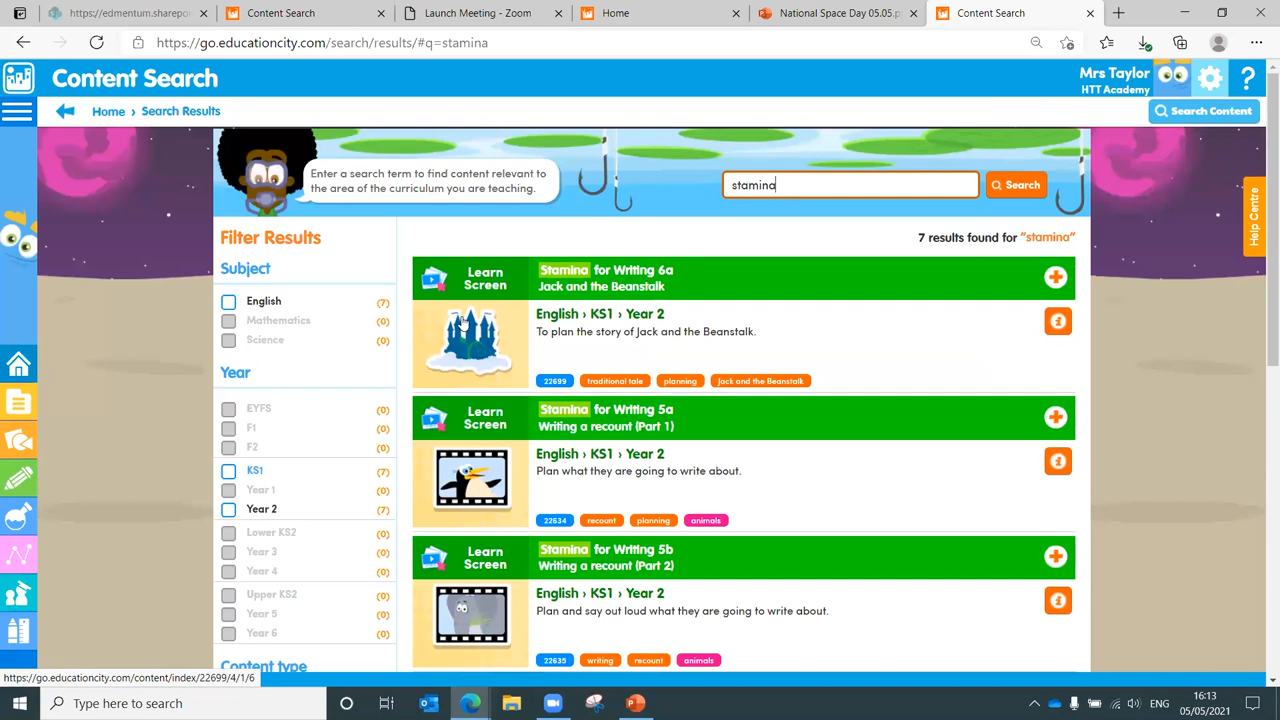 https://edmentum.sharepo
Content Search
Launch Meeting - Zoom
Home
National Space Day 05.05.p
Content Search
https://go.educationcity.com/search/results/#q=stamina
Content Search
Mrs Taylor
HTT Academy
Home › Search Results
Search Content
Enter a search term to find content relevant to
the area of the curriculum you are teaching.
stamina
Search
Help Centre
Filter Results
7 results found for "stamina"
Subject
English (7)
Mathematics (0)
Science (0)
Year
EYFS (0)
F1 (0)
F2 (0)
KS1 (7)
Year 1 (0)
Year 2 (7)
Lower KS2 (0)
Year 3 (0)
Year 4 (0)
Upper KS2 (0)
Year 5 (0)
Year 6 (0)
Content type
Learn Screen
Stamina for Writing 6a
Jack and the Beanstalk
English › KS1 › Year 2
To plan the story of Jack and the Beanstalk.
22699 traditional tale planning Jack and the Beanstalk
Learn Screen
Stamina for Writing 5a
Writing a recount (Part 1)
English › KS1 › Year 2
Plan what they are going to write about.
22634 recount planning animals
Learn Screen
Stamina for Writing 5b
Writing a recount (Part 2)
English › KS1 › Year 2
Plan and say out loud what they are going to write about.
22635 writing recount animals
https://go.educationcity.com/content/index/22699/4/1/6
Type here to search
ENG
16:13
05/05/2021